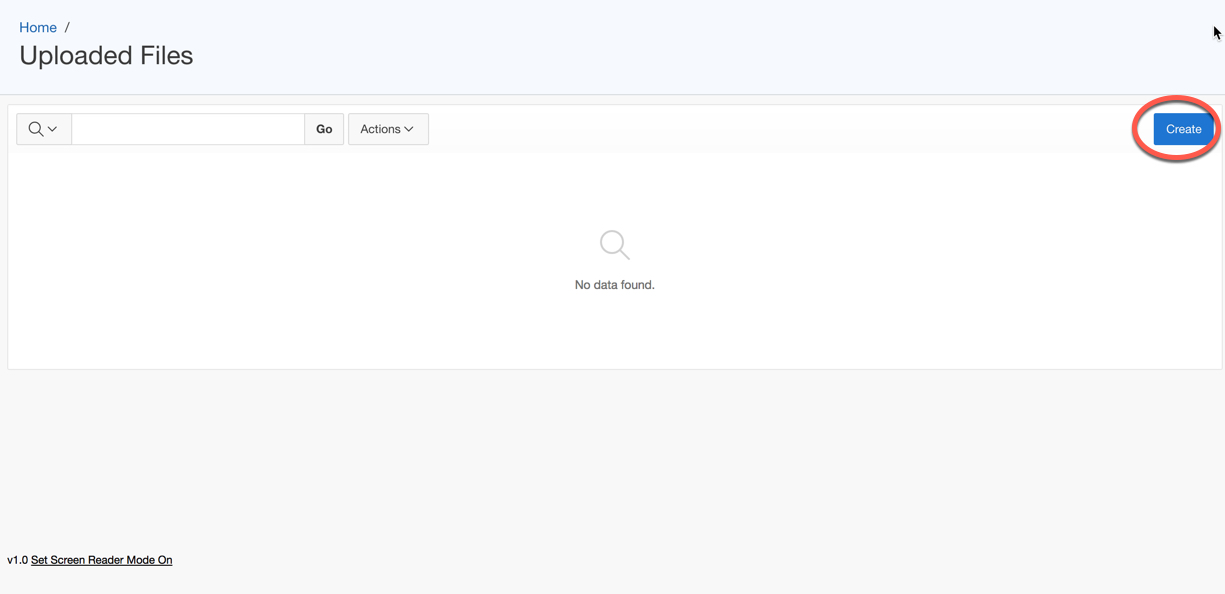 Home /
Uploaded Files
Go Actions Create
No data found.
v1.0 Set Screen Reader Mode On